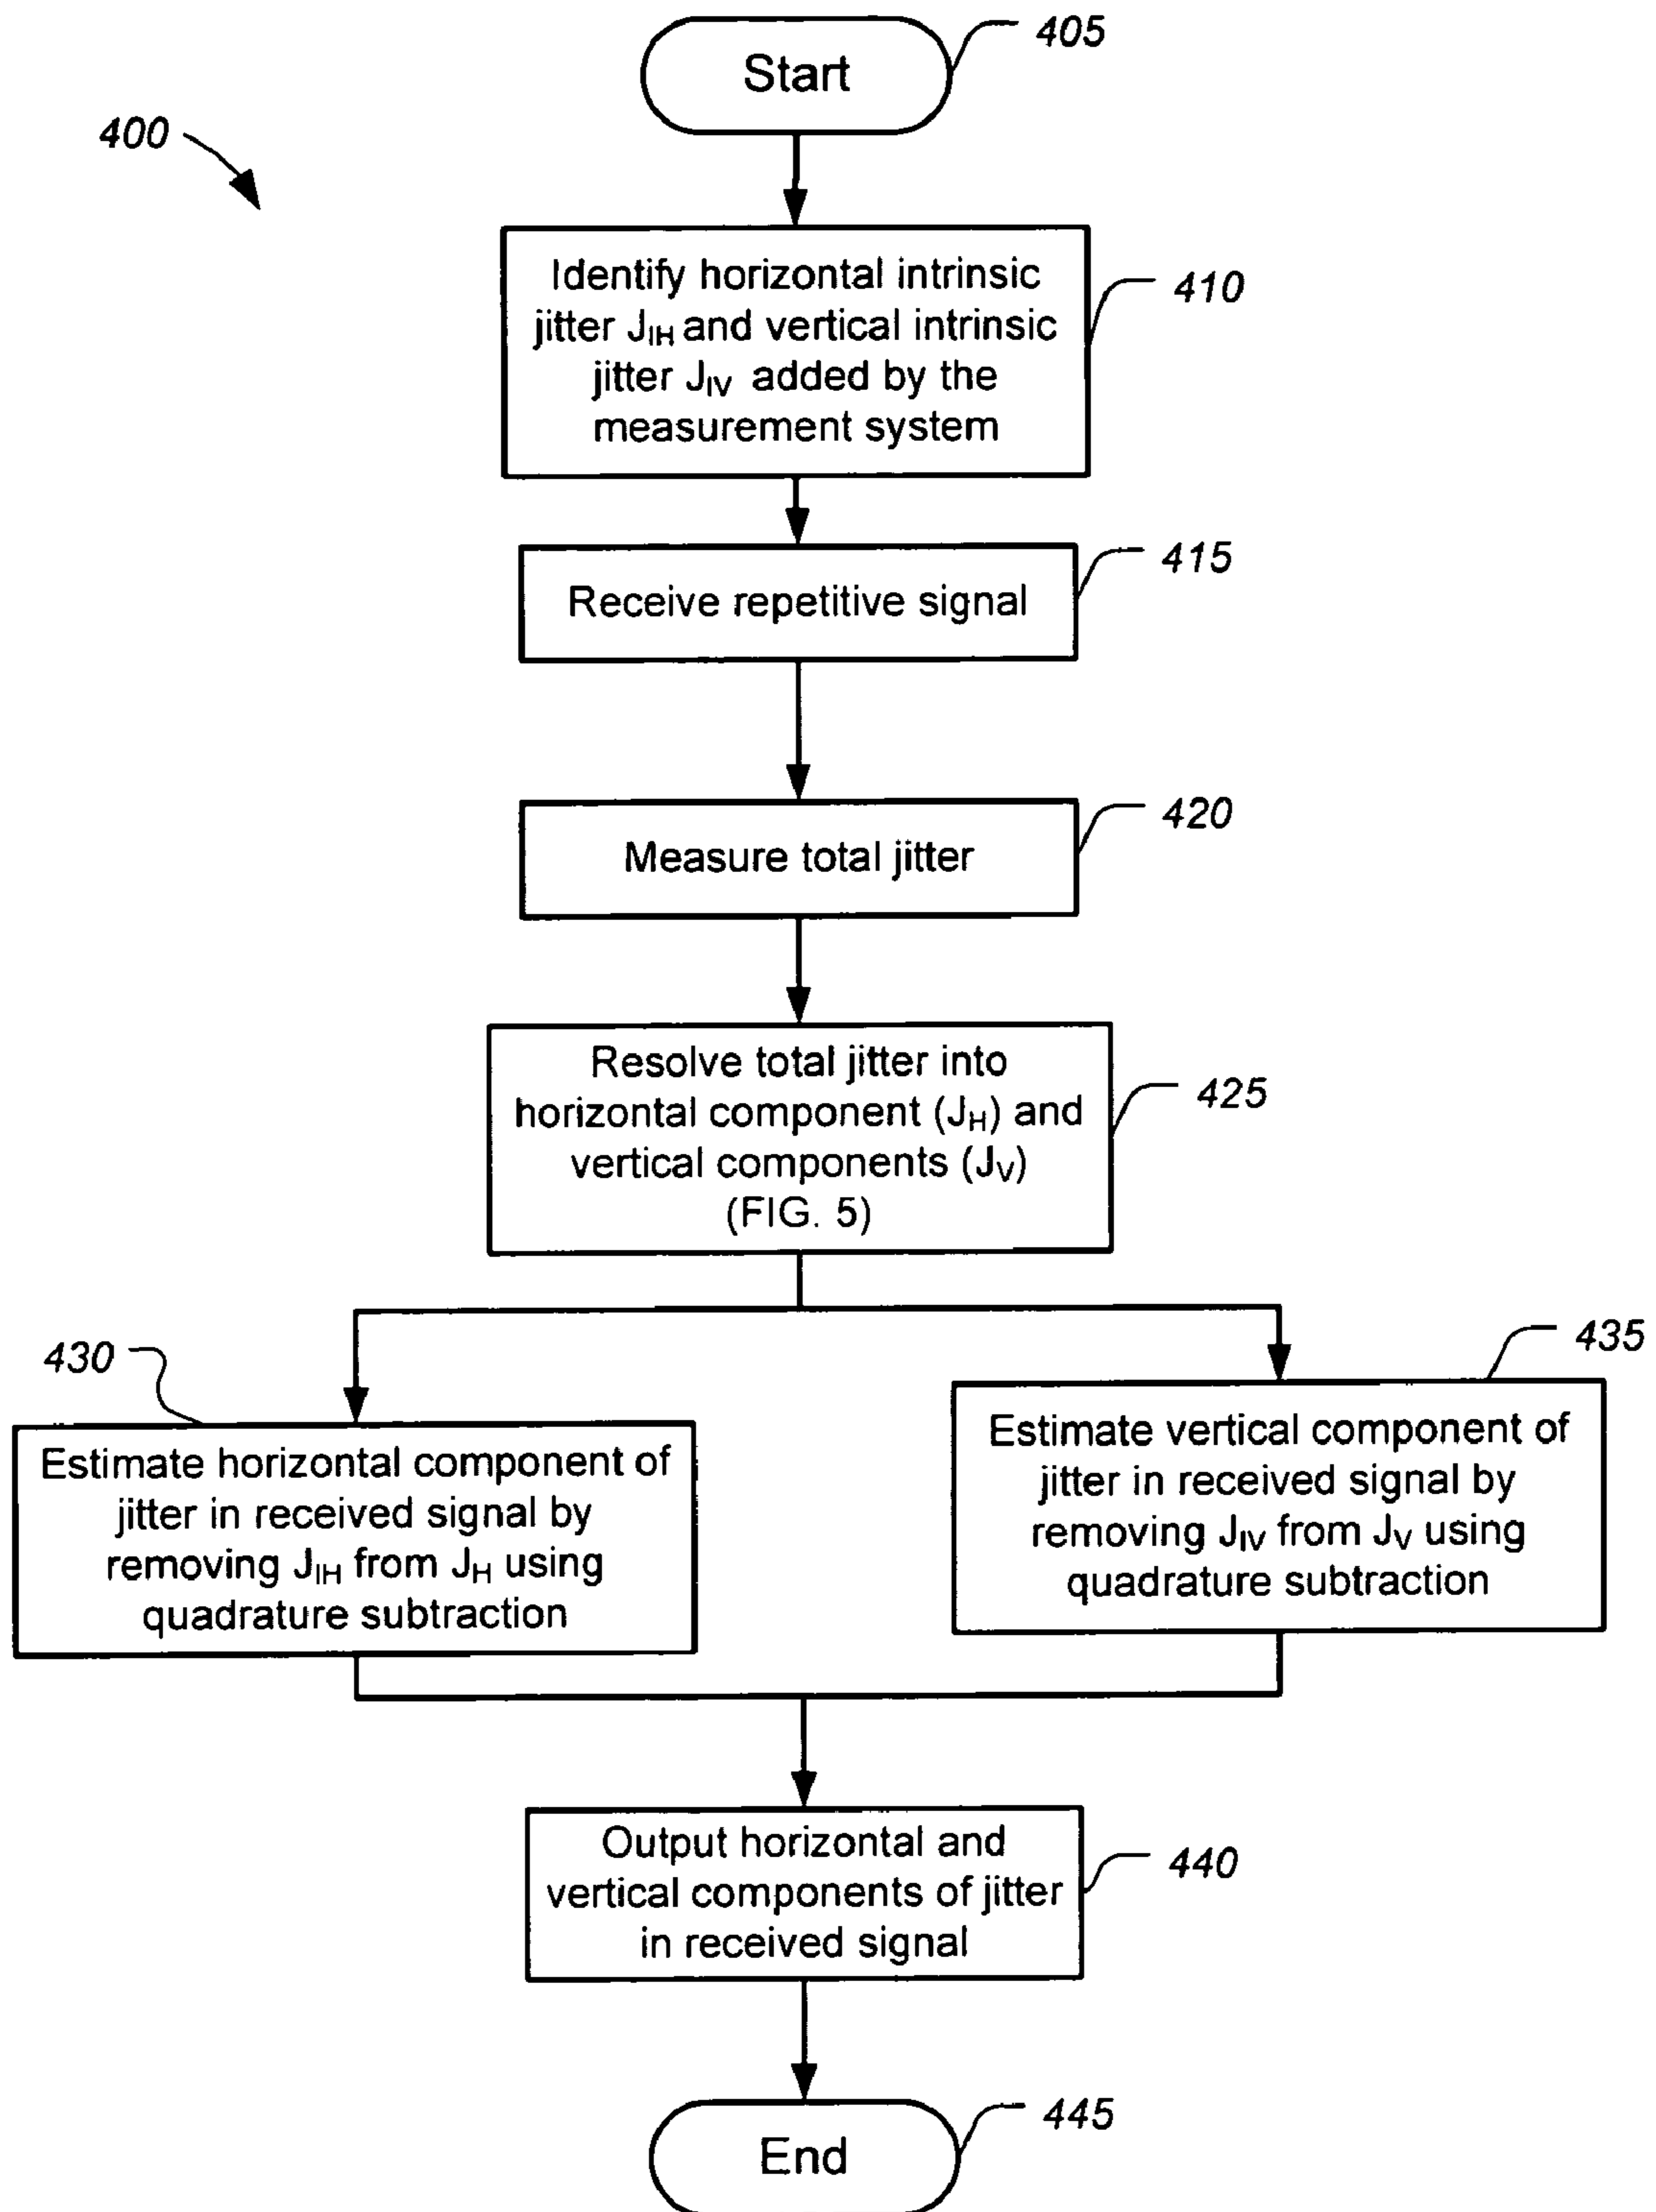 Start
405
400
Identify horizontal intrinsic
jitter JIH and vertical intrinsic
jitter JIV added by the
measurement system
410
Receive repetitive signal
415
Measure total jitter
420
Resolve total jitter into
horizontal component (JH) and
vertical components (JV)
(FIG. 5)
425
430
Estimate horizontal component of
jitter in received signal by
removing JIH from JH using
quadrature subtraction
435
Estimate vertical component of
jitter in received signal by
removing JIV from JV using
quadrature subtraction
Output horizontal and
vertical components of jitter
in received signal
440
End
445